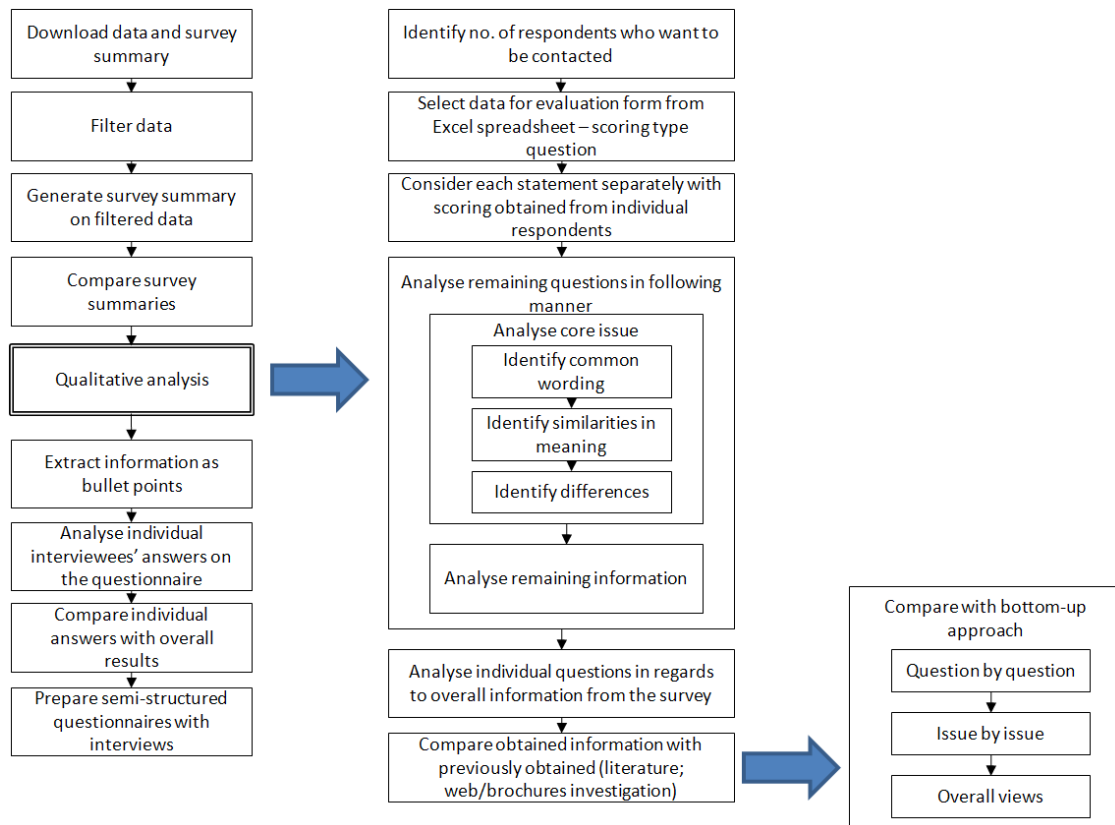 Download data and survey
summary
Filter data
Generate survey summary
on filtered data
Compare survey
summaries
Qualitative analysis
Extract information as
bullet points
Analyse individual
interviewees’ answers on
the questionnaire
Compare individual
answers with overall
results
Prepare semi-structured
questionnaires with
interviews
Identify no. of respondents who want to
be contacted
Select data for evaluation form from
Excel spreadsheet – scoring type
question
Consider each statement separately with
scoring obtained from individual
respondents
Analyse remaining questions in following
manner
Analyse core issue
Identify common
wording
Identify similarities in
meaning
Identify differences
Analyse remaining information
Analyse individual questions in regards
to overall information from the survey
Compare obtained information with
previously obtained (literature;
web/brochures investigation)
Compare with bottom-up
approach
Question by question
Issue by issue
Overall views